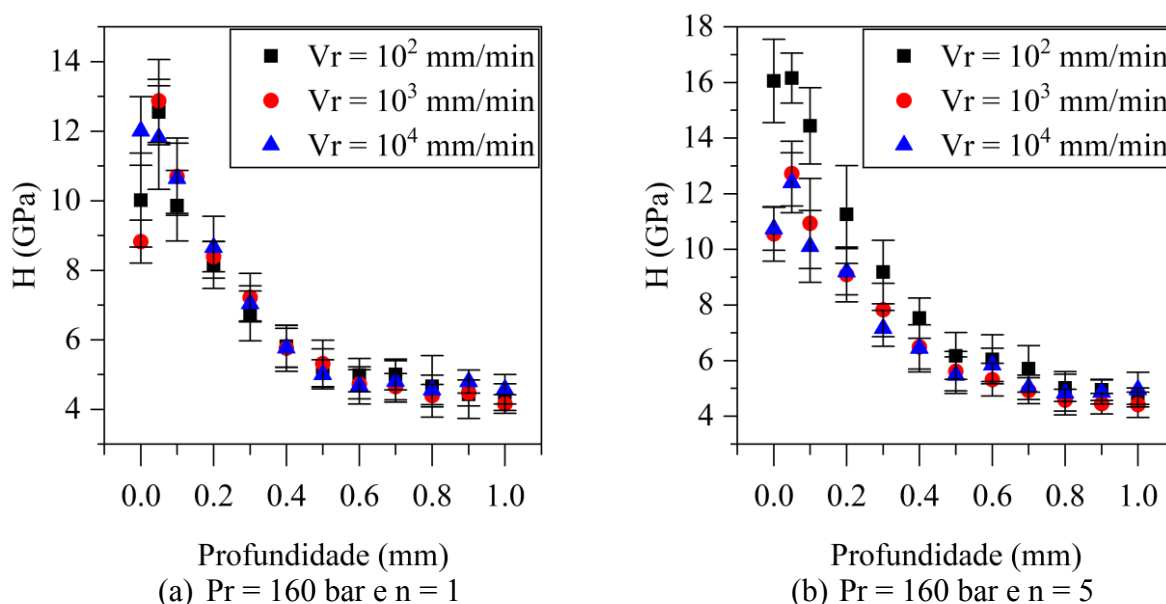 Vr = 10² mm/min
Vr = 10³ mm/min
Vr = 10⁴ mm/min
14
12
10
8
6
4
H (GPa)
0.0 0.2 0.4 0.6 0.8 1.0
Profundidade (mm)
(a) Pr = 160 bar e n = 1
Vr = 10² mm/min
Vr = 10³ mm/min
Vr = 10⁴ mm/min
18
16
14
12
10
8
6
4
H (GPa)
0.0 0.2 0.4 0.6 0.8 1.0
Profundidade (mm)
(b) Pr = 160 bar e n = 5